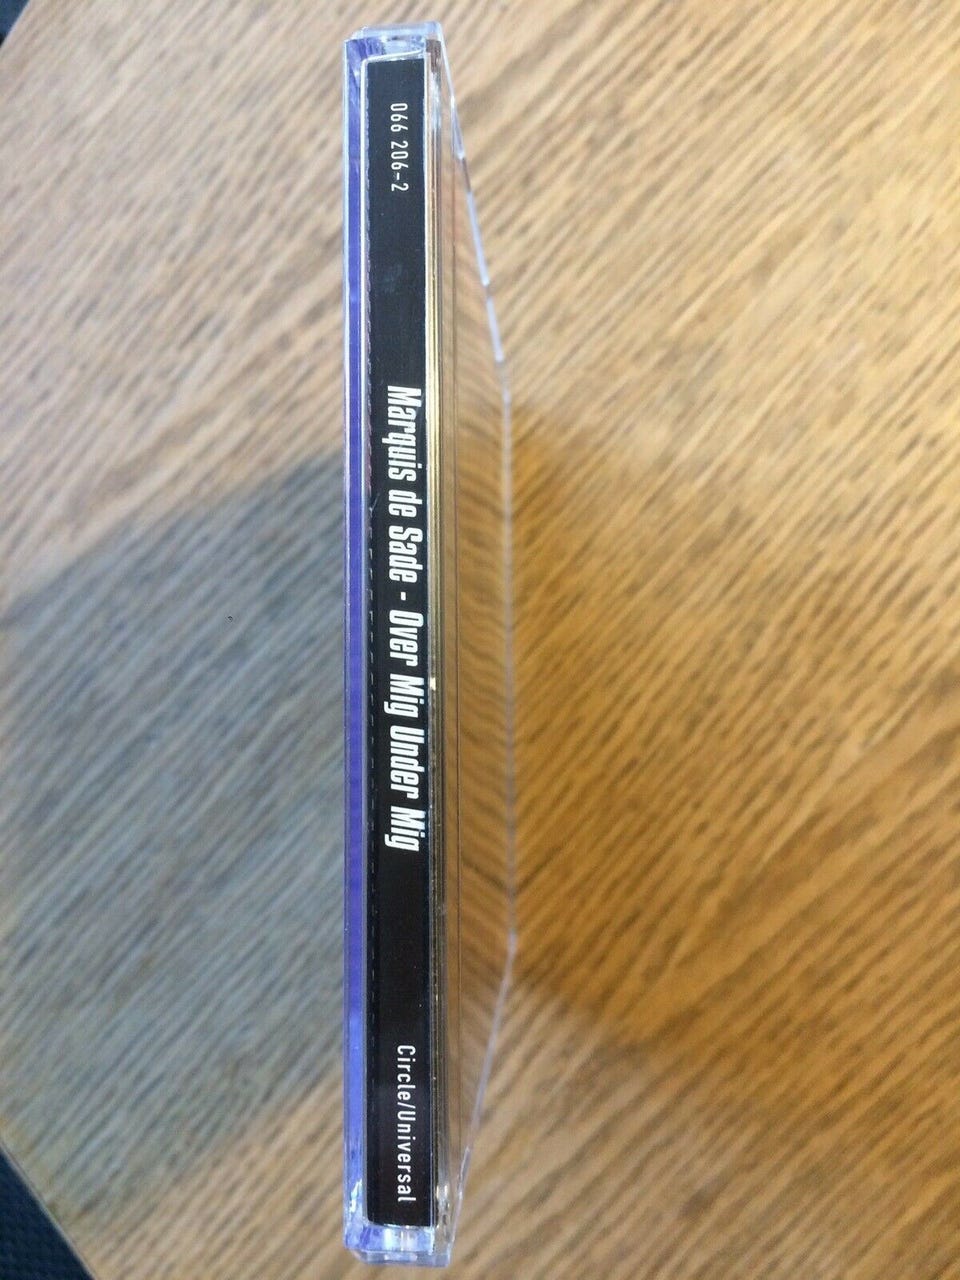 066 206-2
Marquis de Sade - Over Mig Under Mig
Circle/Universal